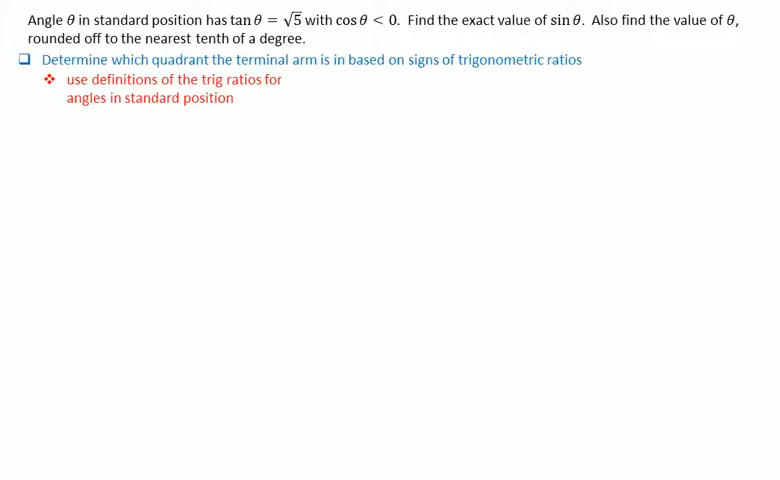 Angle θ in standard position has tan θ = √5 with cos θ < 0. Find the exact value of sin θ. Also find the value of θ,
rounded off to the nearest tenth of a degree.
❑ Determine which quadrant the terminal arm is in based on signs of trigonometric ratios
❖ use definitions of the trig ratios for
angles in standard position